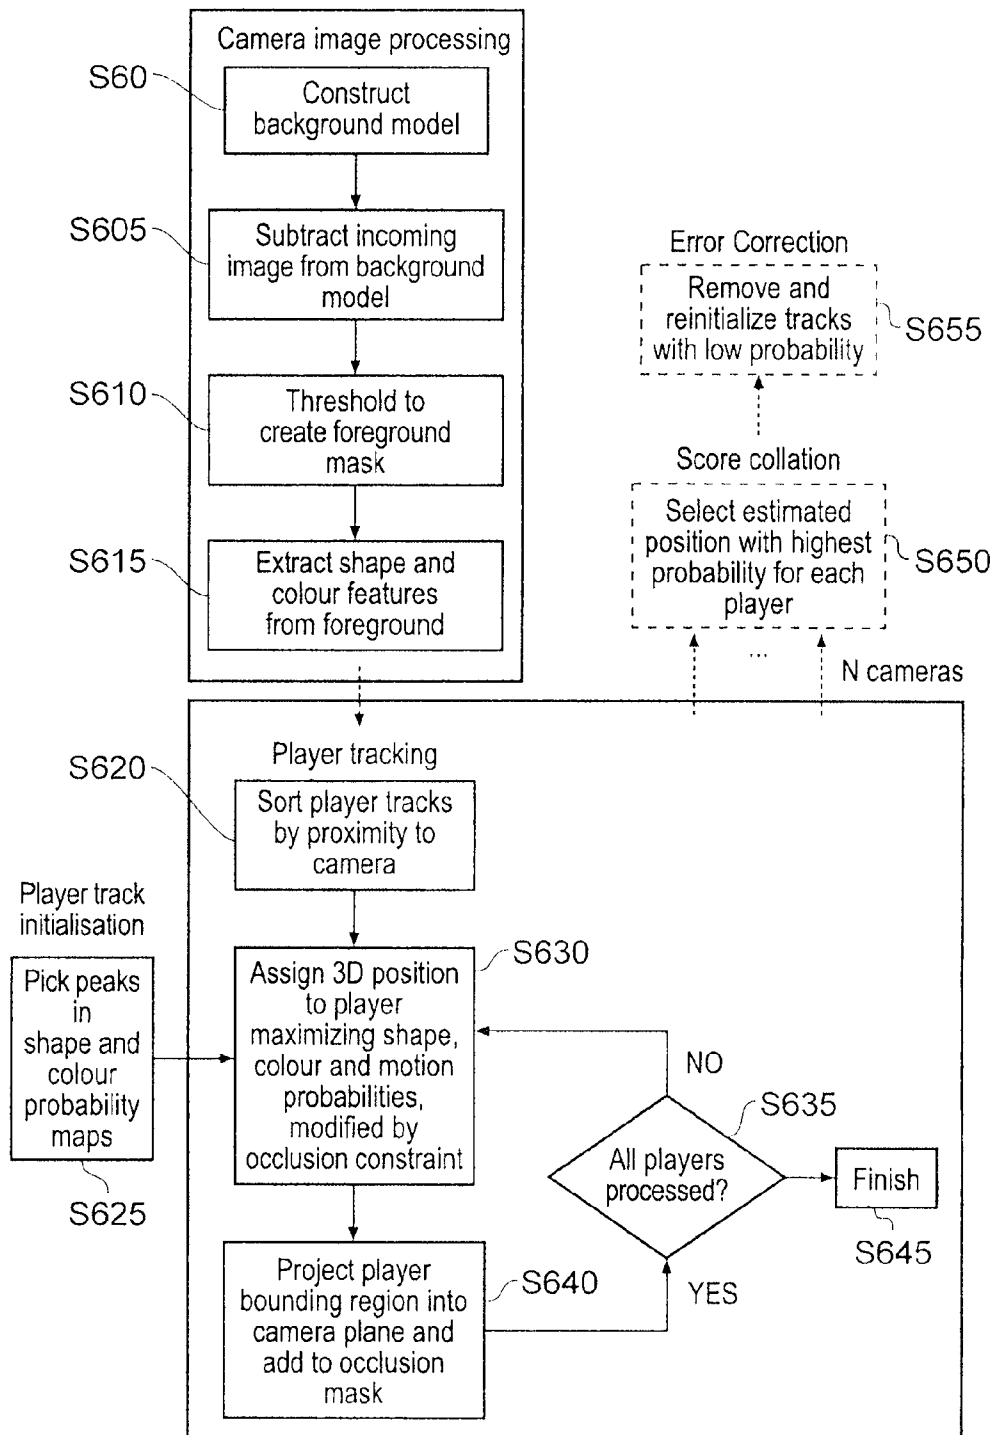 Camera image processing
S60
Construct
background model
S605
Subtract incoming
image from background
model
S610
Threshold to
create foreground
mask
S615
Extract shape and
colour features
from foreground
Error Correction
Remove and
reinitialize tracks
with low probability
S655
Score collation
Select estimated
position with highest
probability for each
player
S650
...
N cameras
Player tracking
S620
Sort player tracks
by proximity to
camera
Player track
initialisation
Pick peaks
in
shape and
colour
probability
maps
S625
S630
Assign 3D position
to player
maximizing shape,
colour and motion
probabilities,
modified by
occlusion constraint
NO
S635
All players
processed?
Finish
S645
YES
S640
Project player
bounding region into
camera plane and
add to occlusion
mask